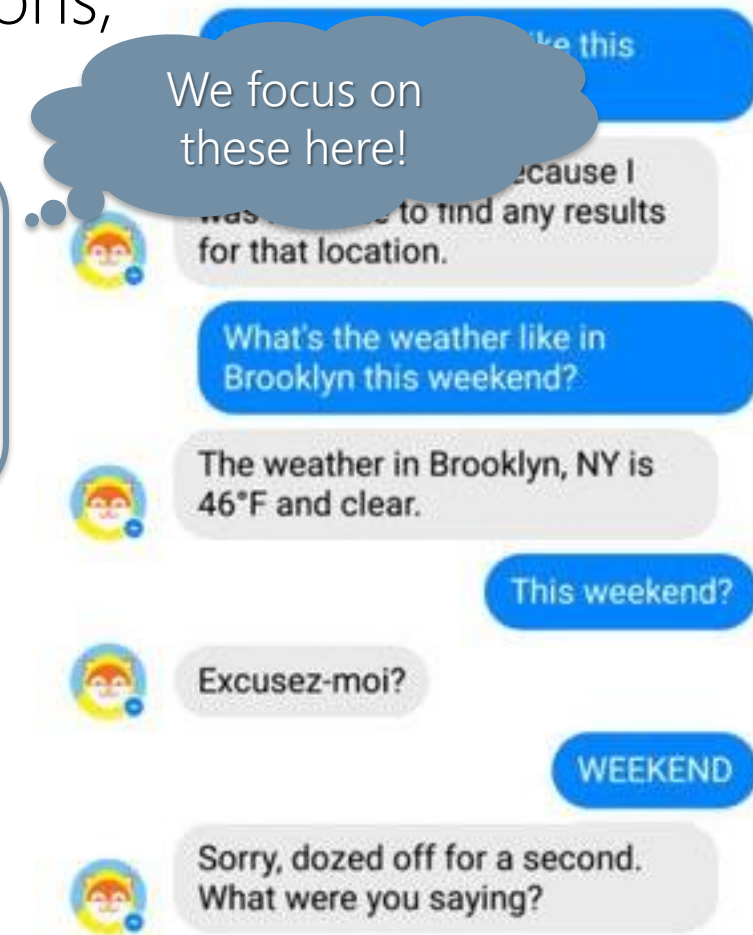 ons,
We focus on
these here!
this
ecause I
to find any results
for that location.
What's the weather like in
Brooklyn this weekend?
The weather in Brooklyn, NY is
46°F and clear.
This weekend?
Excusez-moi?
WEEKEND
Sorry, dozed off for a second.
What were you saying?